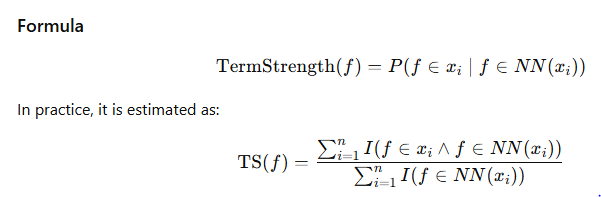 Formula
TermStrength(f) = P(f ∈ x_i | f ∈ NN(x_i))
In practice, it is estimated as:
TS(f) = \frac{\sum_{i=1}^{n} I(f ∈ x_i ∧ f ∈ NN(x_i))}{\sum_{i=1}^{n} I(f ∈ NN(x_i))}
.